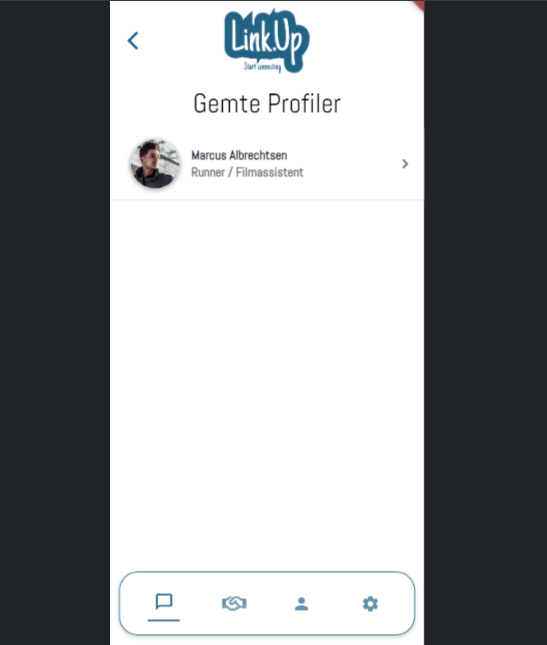 Link.Up
Start connecting
Gemte Profiler
Marcus Albrechtsen
Runner / Filmassistent